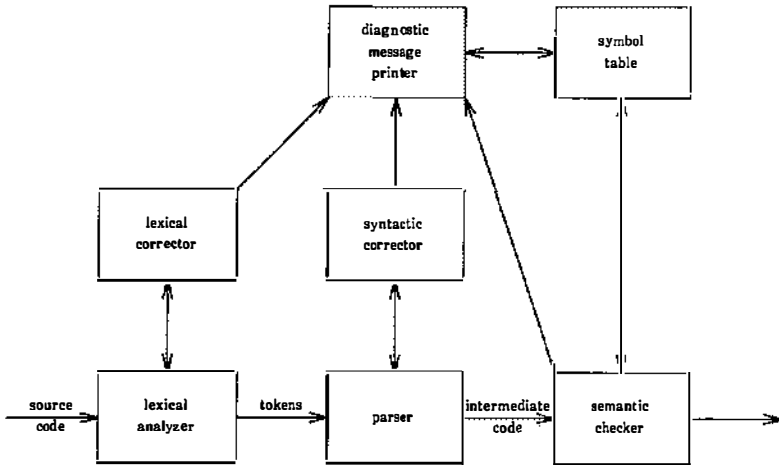 diagnostic
message
printer
symbol
table
lexical
corrector
syntactic
corrector
source
code
lexical
analyzer
tokens
parser
intermediate
code
semantic
checker